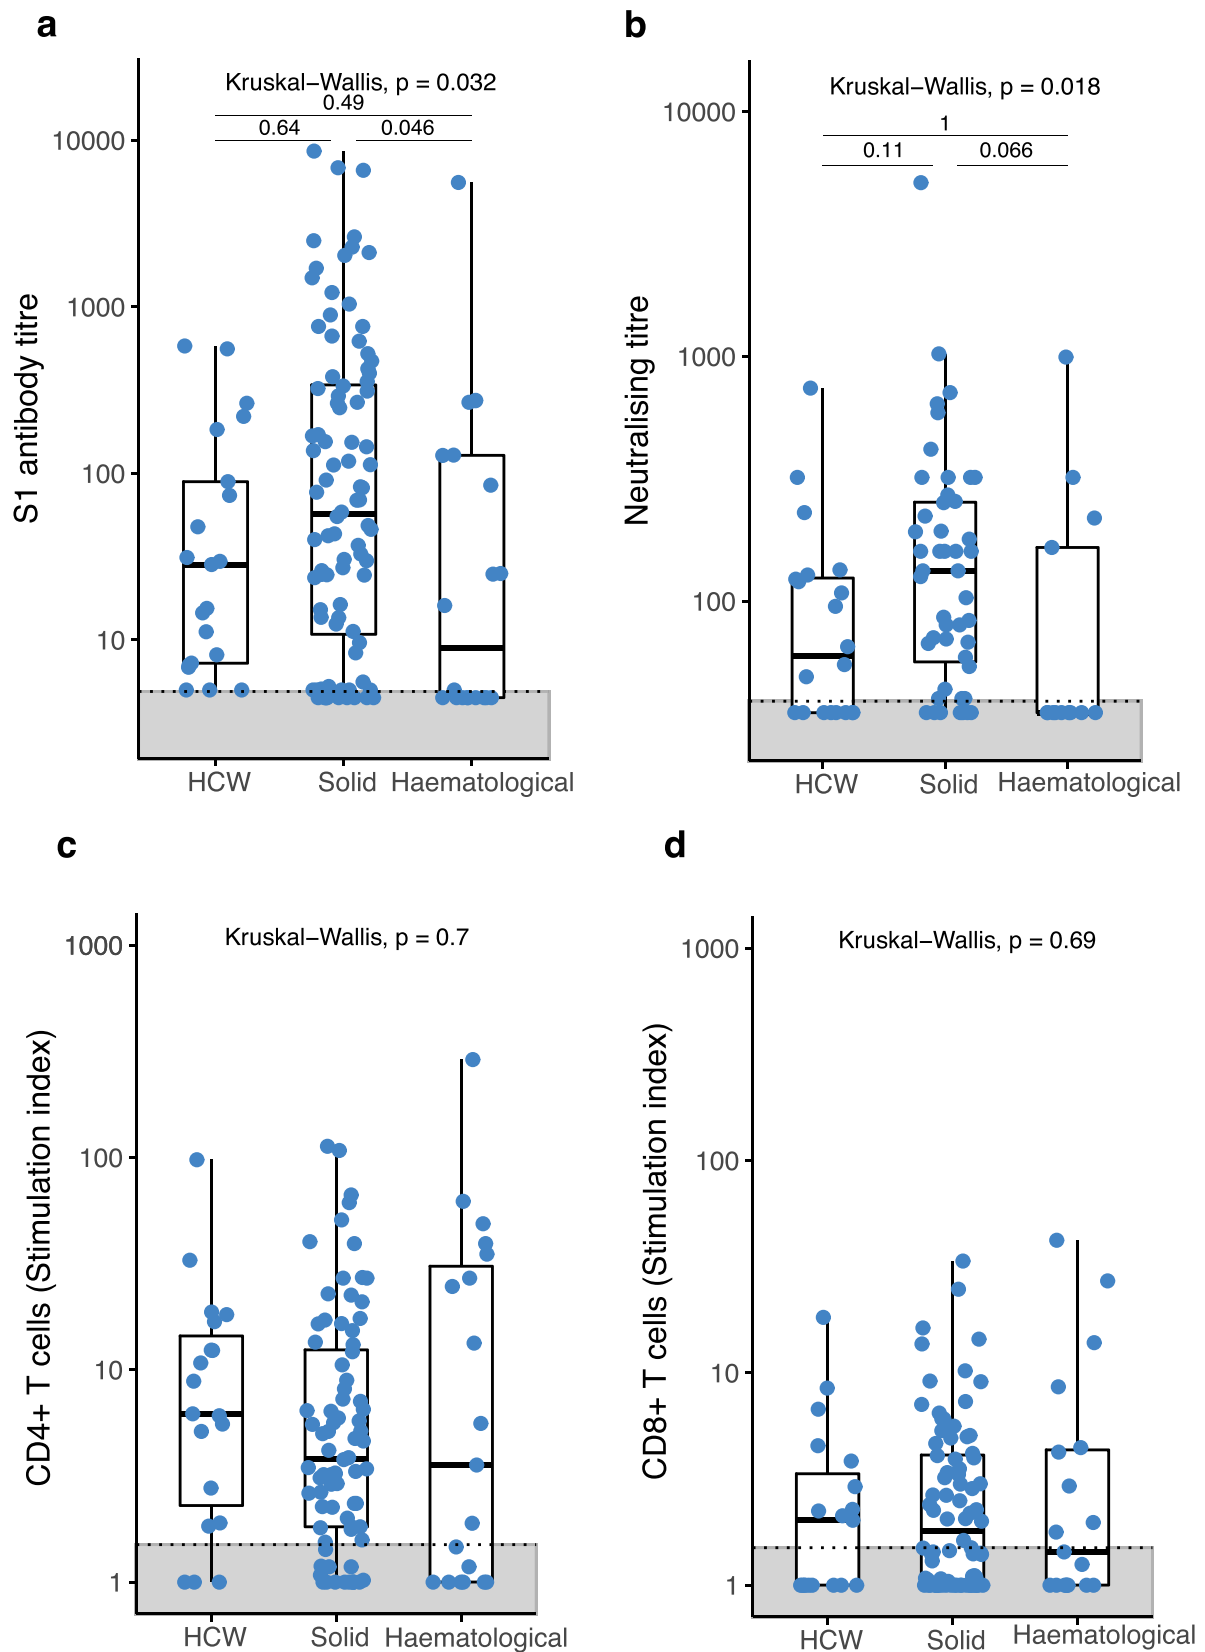 a
Kruskal−Wallis, p = 0.032
0.49
0.64 0.046
10000
1000
100
10
S1 antibody titre
HCW Solid Haematological
b
Kruskal−Wallis, p = 0.018
1
0.11 0.066
10000
1000
100
Neutralising titre
HCW Solid Haematological
c
Kruskal−Wallis, p = 0.7
1000
100
10
1
CD4+ T cells (Stimulation index)
HCW Solid Haematological
d
Kruskal−Wallis, p = 0.69
1000
100
10
1
CD8+ T cells (Stimulation index)
HCW Solid Haematological